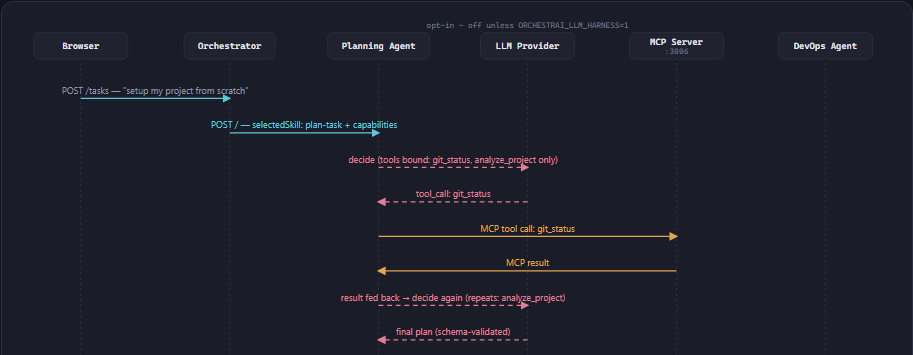 opt-in — off unless ORCHESTRAI_LLM_HARNESS=1
Browser
Orchestrator
Planning Agent
LLM Provider
MCP Server
:3006
DevOps Agent
POST /tasks — "setup my project from scratch"
POST / — selectedSkill: plan-task + capabilities
decide (tools bound: git_status, analyze_project only)
tool_call: git_status
MCP tool call: git_status
MCP result
result fed back → decide again (repeats: analyze_project)
final plan (schema-validated)